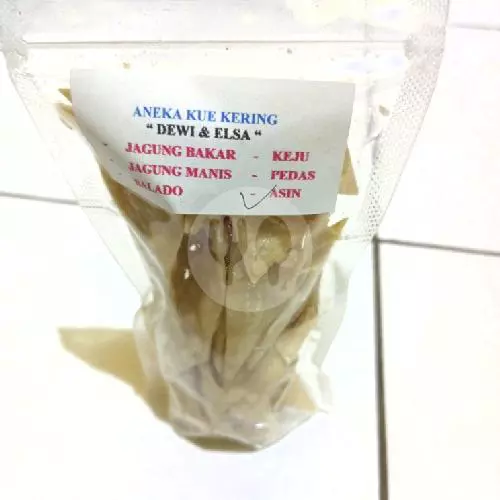 ANEKA KUE KERING
" DEWI & ELSA "
JAGUNG BAKAR - KEJU
JAGUNG MANIS - PEDAS
BALADO - ASIN